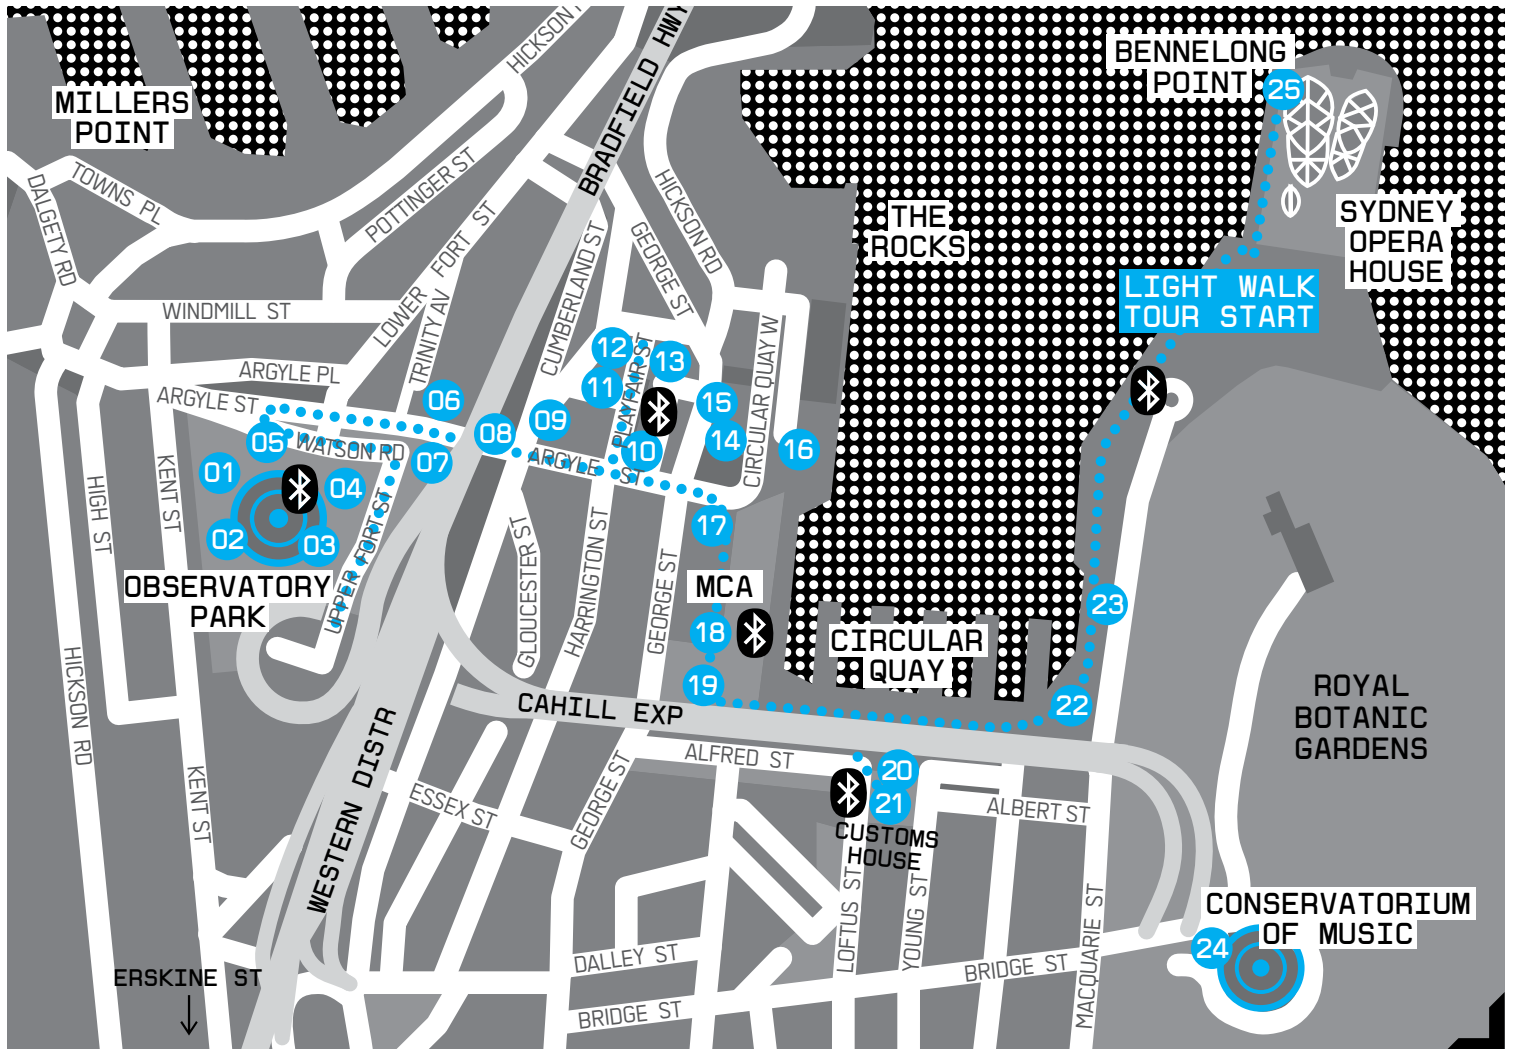 HICKSON R
BRADFIELD HWY
BENNELONG
POINT
25
MILLERS
POINT
TOWNS PL
DALGETY RD
POTTINGER ST
HICKSON RD
THE
ROCKS
SYDNEY
OPERA
HOUSE
LOWER FORT ST
CUMBERLAND ST
GEORGE ST
LIGHT WALK
TOUR START
WINDMILL ST
TRINITY AV
CIRCULAR QUAY W
PLAYFAIR ST
12
13
11
ARGYLE PL
ARGYLE ST
06
15
09
08
05
WATSON RD
07
10
14
16
ARGYLE ST
01
04
02
03
UPPER FORT ST
17
HIGH ST
KENT ST
GLOUCESTER ST
HARRINGTON ST
GEORGE ST
OBSERVATORY
PARK
MCA
18
23
CIRCULAR
QUAY
19
22
HICKSON RD
CAHILL EXP
ROYAL
BOTANIC
GARDENS
WESTERN DISTR
ALFRED ST
20
21
KENT ST
ESSEX ST
GEORGE ST
ALBERT ST
CUSTOMS
HOUSE
LOFTUS ST
YOUNG ST
MACQUARIE ST
CONSERVATORIUM
OF MUSIC
24
DALLEY ST
BRIDGE ST
ERSKINE ST
BRIDGE ST